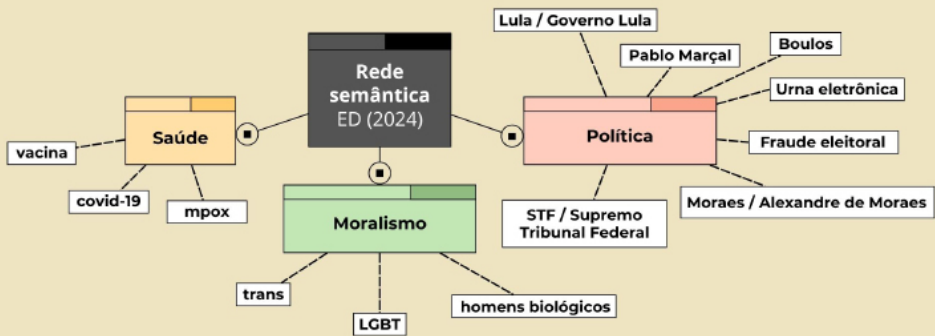 Rede
semântica
ED (2024)
Saúde
vacina
covid-19
mpox
Moralismo
trans
LGBT
homens biológicos
Política
Lula / Governo Lula
Pablo Marçal
Boulos
Urna eletrônica
Fraude eleitoral
Moraes / Alexandre de Moraes
STF / Supremo
Tribunal Federal